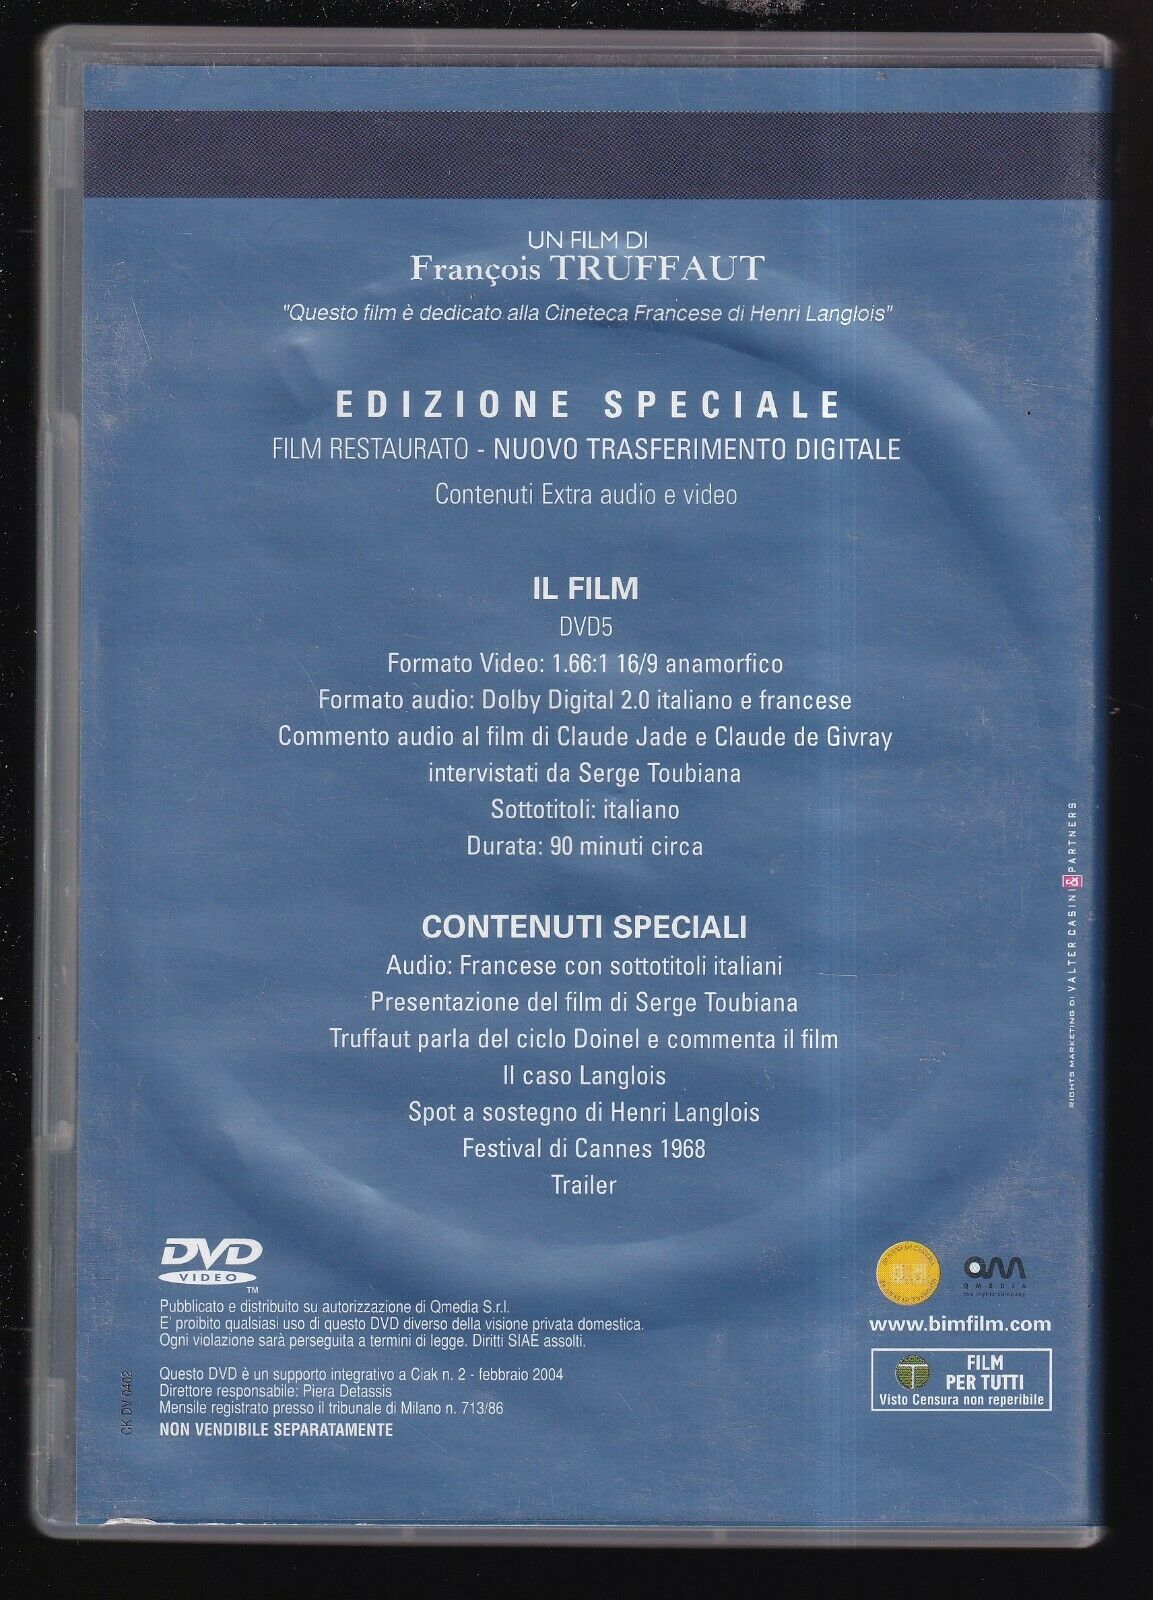 UN FILM DI
François TRUFFAUT
"Questo film è dedicato alla Cineteca Francese di Henri Langlois"
EDIZIONE SPECIALE
FILM RESTAURATO - NUOVO TRASFERIMENTO DIGITALE
Contenuti Extra audio e video
IL FILM
DVD5
Formato Video: 1.66:1 16/9 anamorfico
Formato audio: Dolby Digital 2.0 italiano e francese
Commento audio al film di Claude Jade e Claude de Givray
intervistati da Serge Toubiana
Sottotitoli: italiano
Durata: 90 minuti circa
CONTENUTI SPECIALI
Audio: Francese con sottotitoli italiani
Presentazione del film di Serge Toubiana
Truffaut parla del ciclo Doinel e commenta il film
Il caso Langlois
Spot a sostegno di Henri Langlois
Festival di Cannes 1968
Trailer
RIGHTS MARKETING DI VALTER CASINI & PARTNERS
DVD
VIDEO
TM
Pubblicato e distribuito su autorizzazione di Qmedia S.r.l.
E' proibito qualsiasi uso di questo DVD diverso della visione privata domestica.
Ogni violazione sarà perseguita a termini di legge. Diritti SIAE assolti.
Questo DVD è un supporto integrativo a Ciak n. 2 - febbraio 2004
Direttore responsabile: Piera Detassis
Mensile registrato presso il tribunale di Milano n. 713/86
NON VENDIBILE SEPARATAMENTE
CK DV 0402
QM
QMEDIA
the rights company
www.bimfilm.com
FILM
PER TUTTI
Visto Censura non reperibile